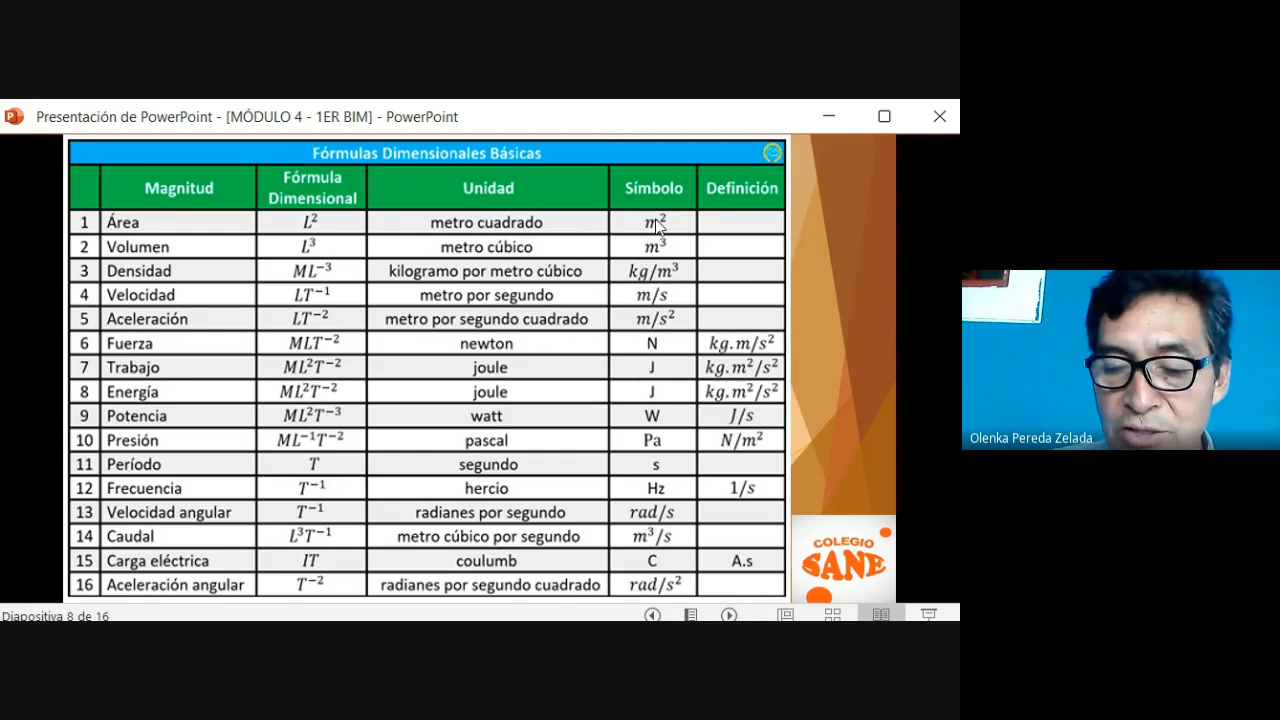 Presentación de PowerPoint - [MÓDULO 4 - 1ER BIM] - PowerPoint
Fórmulas Dimensionales Básicas
Magnitud Fórmula Dimensional Unidad Símbolo Definición
1 Área L² metro cuadrado m²
2 Volumen L³ metro cúbico m³
3 Densidad ML⁻³ kilogramo por metro cúbico kg/m³
4 Velocidad LT⁻¹ metro por segundo m/s
5 Aceleración LT⁻² metro por segundo cuadrado m/s²
6 Fuerza MLT⁻² newton N kg.m/s²
7 Trabajo ML²T⁻² joule J kg.m²/s²
8 Energía ML²T⁻² joule J kg.m²/s²
9 Potencia ML²T⁻³ watt W J/s
10 Presión ML⁻¹T⁻² pascal Pa N/m²
11 Período T segundo s
12 Frecuencia T⁻¹ hercio Hz 1/s
13 Velocidad angular T⁻¹ radianes por segundo rad/s
14 Caudal L³T⁻¹ metro cúbico por segundo m³/s
15 Carga eléctrica IT coulumb C A.s
16 Aceleración angular T⁻² radianes por segundo cuadrado rad/s²
COLEGIO
SANE
Diapositiva 8 de 16
Olenka Pereda Zelada